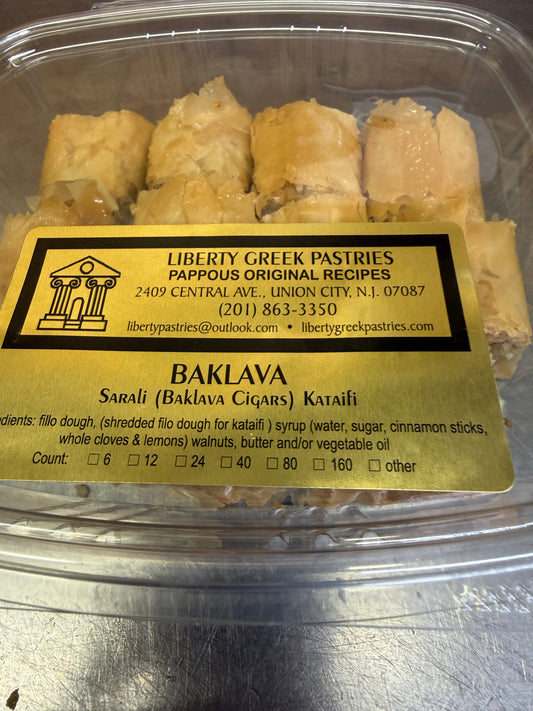 LIBERTY GREEK PASTRIES
PAPPOUS ORIGINAL RECIPES
2409 CENTRAL AVE., UNION CITY, N.J. 07087
(201) 863-3350
libertypastries@outlook.com • libertygreekpastries.com
BAKLAVA
Sarali (Baklava Cigars) Kataifi
fillo dough, (shredded filo dough for kataifi ) syrup (water, sugar, cinnamon sticks,
whole cloves & lemons) walnuts, butter and/or vegetable oil
Count: ☐ 6 ☐ 12 ☐ 24 ☐ 40 ☐ 80 ☐ 160 ☐ other